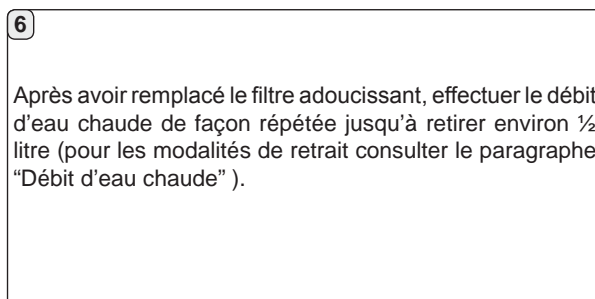 6
Après avoir remplacé le filtre adoucissant, effectuer le débit
d'eau chaude de façon répétée jusqu'à retirer environ ½
litre (pour les modalités de retrait consulter le paragraphe
“Débit d'eau chaude” ).